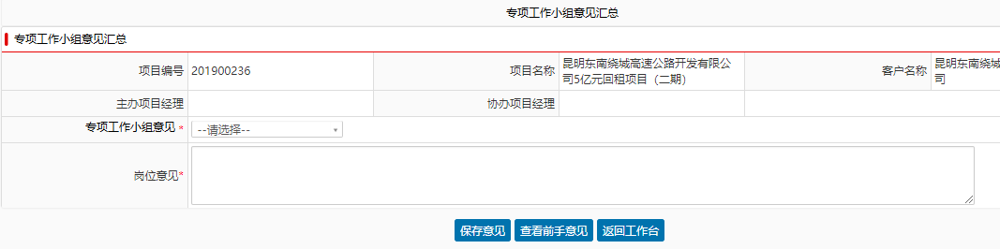 专项工作小组意见汇总
专项工作小组意见汇总
项目编号 201900236 项目名称 昆明东南绕城高速公路开发有限公 客户名称 昆明东南绕城
司5亿元回租项目（二期） 司
主办项目经理 协办项目经理
专项工作小组意见 * --请选择--
岗位意见*
保存意见 查看前手意见 返回工作台